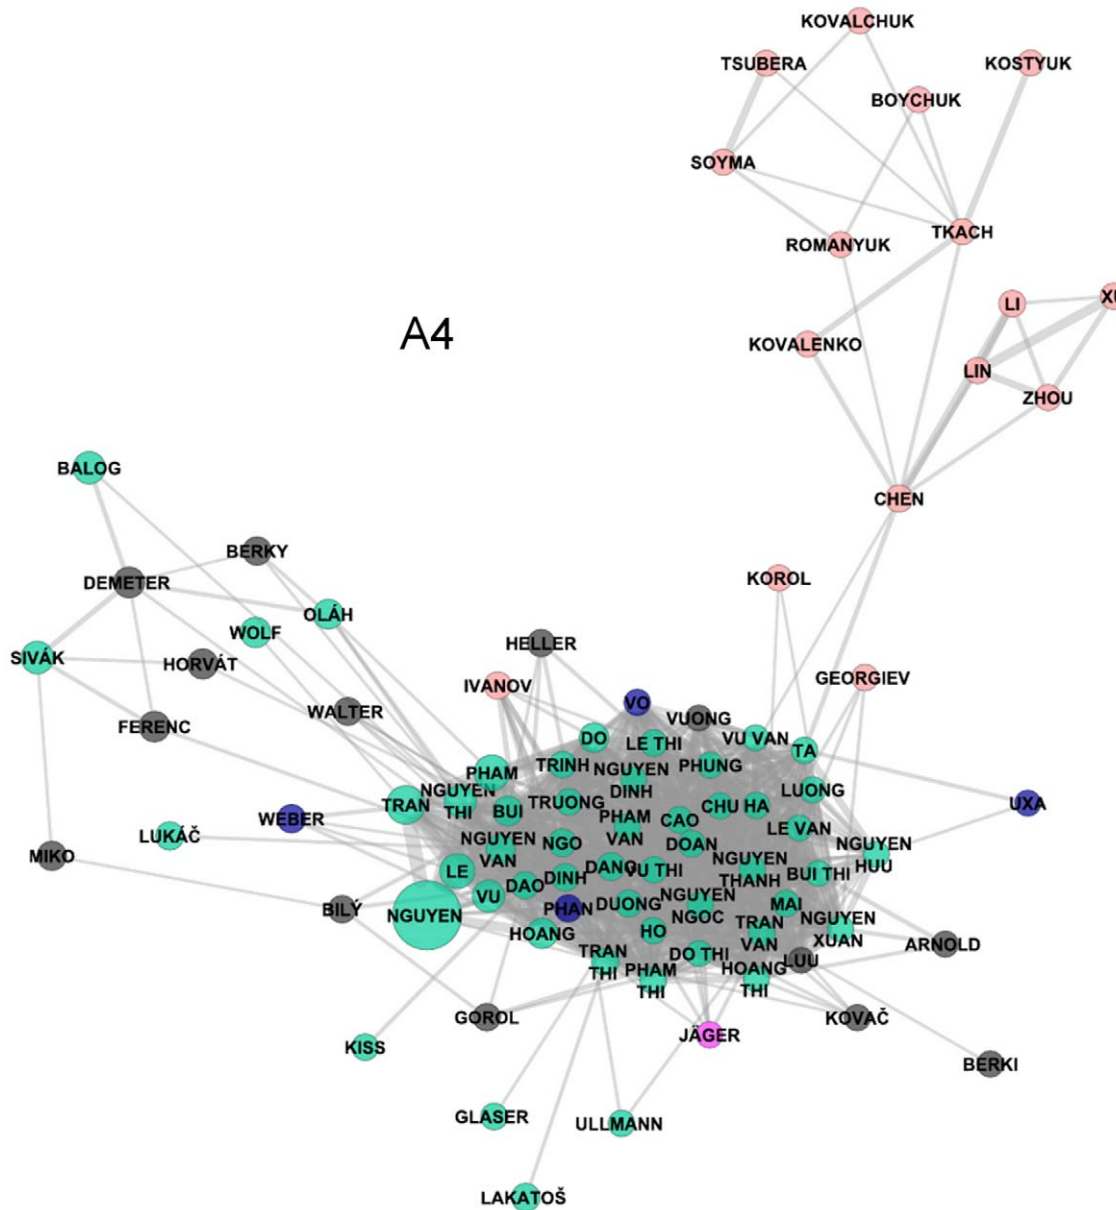 KOVALCHUK
TSUBERA
KOSTYUK
BOYCHUK
SOYMA
TKACH
ROMANYUK
LI
A4
KOVALENKO
LIN
ZHOU
BALOG
CHEN
BERKY
DEMETER
KOROL
OLÁH
WOLF
HELLER
SIVÁK
HORVÁT
IVANOV
GEORGIEV
VO
WALTER
VUONG
FERENC
DO
LE THI
VU VAN
TA
TRINH
PHUNG
PHAM
NGUYEN
DINH
NGUYEN
THI
LUONG
TRAN
BUI
TRUONG
CHU
HA
UXA
WEBER
PHAM
VAN
CAO
LE VAN
LUKÁČ
NGUYEN
VAN
NGO
DOAN
NGUYEN
HUU
MIKO
LE
DINH
DANG
VU THI
NGUYEN
THANH
BUI THI
VU
DAO
BILÝ
NGUYEN
PHAN
DUONG
NGUYEN
NGOC
MAI
NGUYEN
XUAN
HOANG
HO
TRAN
VAN
ARNOLD
TRAN
THI
DO THI
LUU
PHAM
THI
HOANG
THI
GOROL
KOVAČ
JÄGER
KISS
BERKI
GLASER
ULLMANN
LAKATOŠ